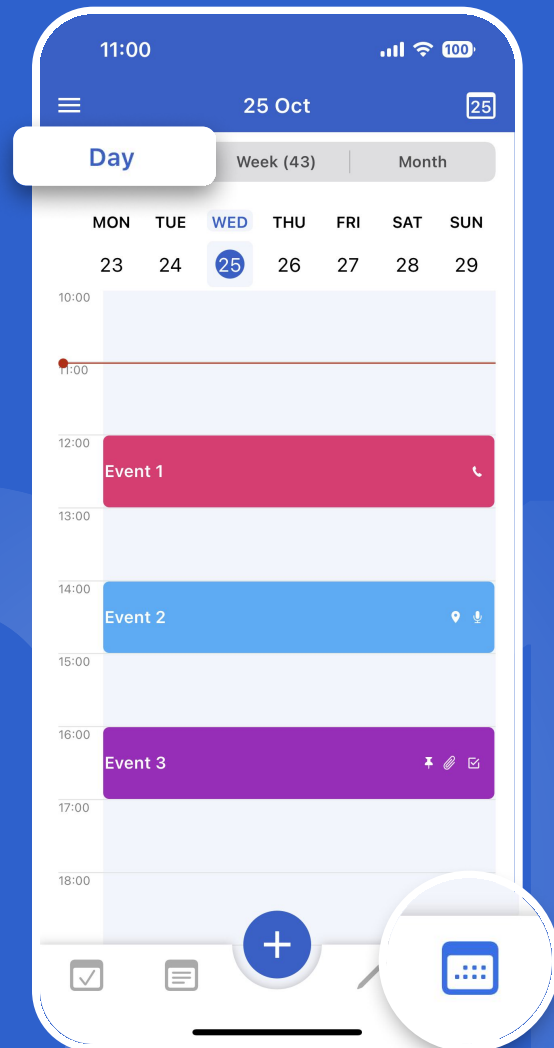 11:00 100
25 Oct 25
Day Week (43) Month
MON TUE WED THU FRI SAT SUN
23 24 25 26 27 28 29
10:00
11:00
12:00
Event 1
13:00
14:00
Event 2
15:00
16:00
Event 3
17:00
18:00